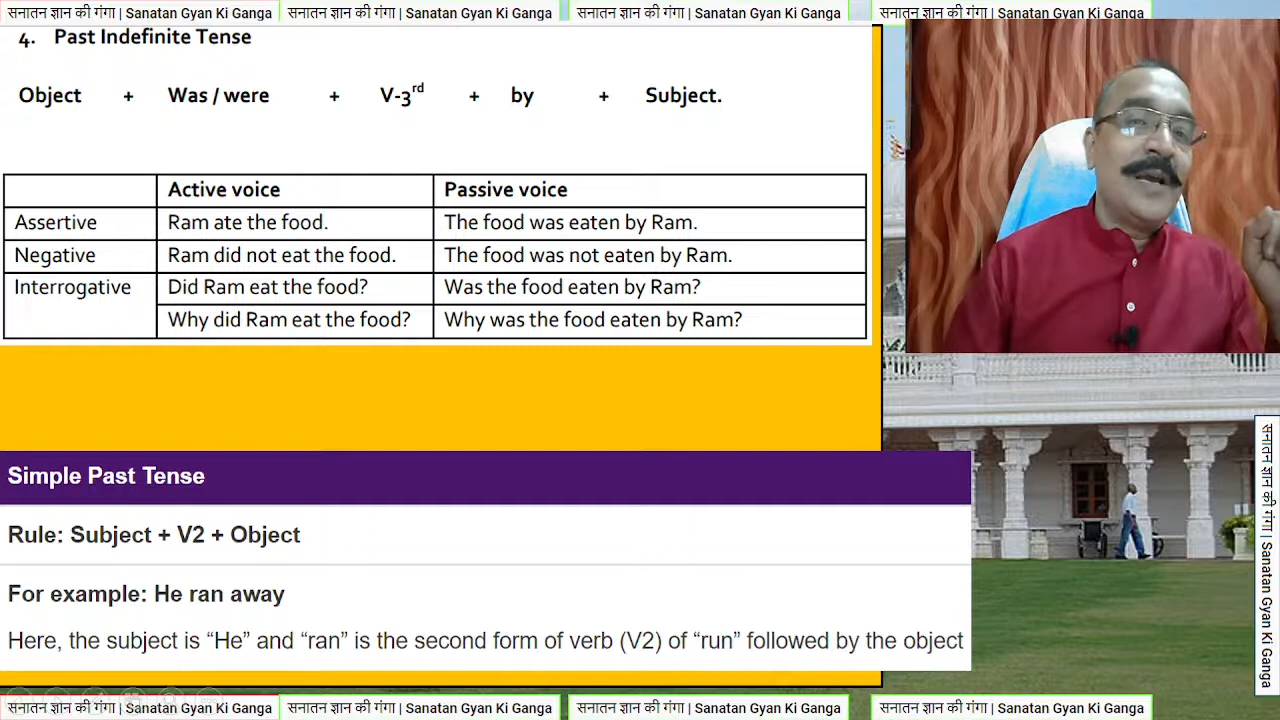 सनातन ज्ञान की गंगा | Sanatan Gyan Ki Ganga
सनातन ज्ञान की गंगा | Sanatan Gyan Ki Ganga
सनातन ज्ञान की गंगा | Sanatan Gyan Ki Ganga
सनातन ज्ञान की गंगा | Sanatan Gyan Ki Ganga
4. Past Indefinite Tense
Object + Was / were + V-3rd + by + Subject.
Active voice Passive voice
Assertive Ram ate the food. The food was eaten by Ram.
Negative Ram did not eat the food. The food was not eaten by Ram.
Interrogative Did Ram eat the food? Was the food eaten by Ram?
Why did Ram eat the food? Why was the food eaten by Ram?
Simple Past Tense
Rule: Subject + V2 + Object
For example: He ran away
Here, the subject is “He” and “ran” is the second form of verb (V2) of “run” followed by the object
सनातन ज्ञान की गंगा | Sanatan Gyan Ki Ganga
सनातन ज्ञान की गंगा | Sanatan Gyan Ki Ganga
सनातन ज्ञान की गंगा | Sanatan Gyan Ki Ganga
सनातन ज्ञान की गंगा | Sanatan Gyan Ki Ganga
सनातन ज्ञान की गंगा | Sanatan Gyan Ki Ganga